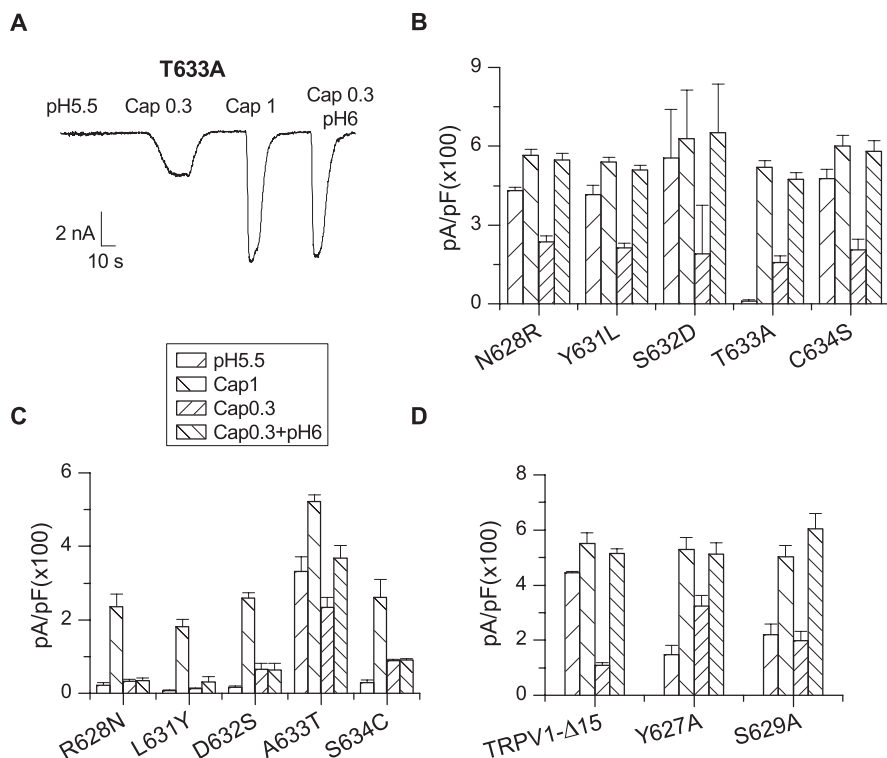 A
T633A
pH5.5 Cap 0.3 Cap 1 Cap 0.3
pH6
2 nA
10 s
B
pA/pF(x100)
9
6
3
0
N628R Y631L S632D T633A C634S
pH5.5
Cap1
Cap0.3
Cap0.3+pH6
C
pA/pF(x100)
6
4
2
0
R628N L631Y D632S A633T S634C
D
pA/pF(x100)
8
6
4
2
0
TRPV1-Δ15 Y627A S629A